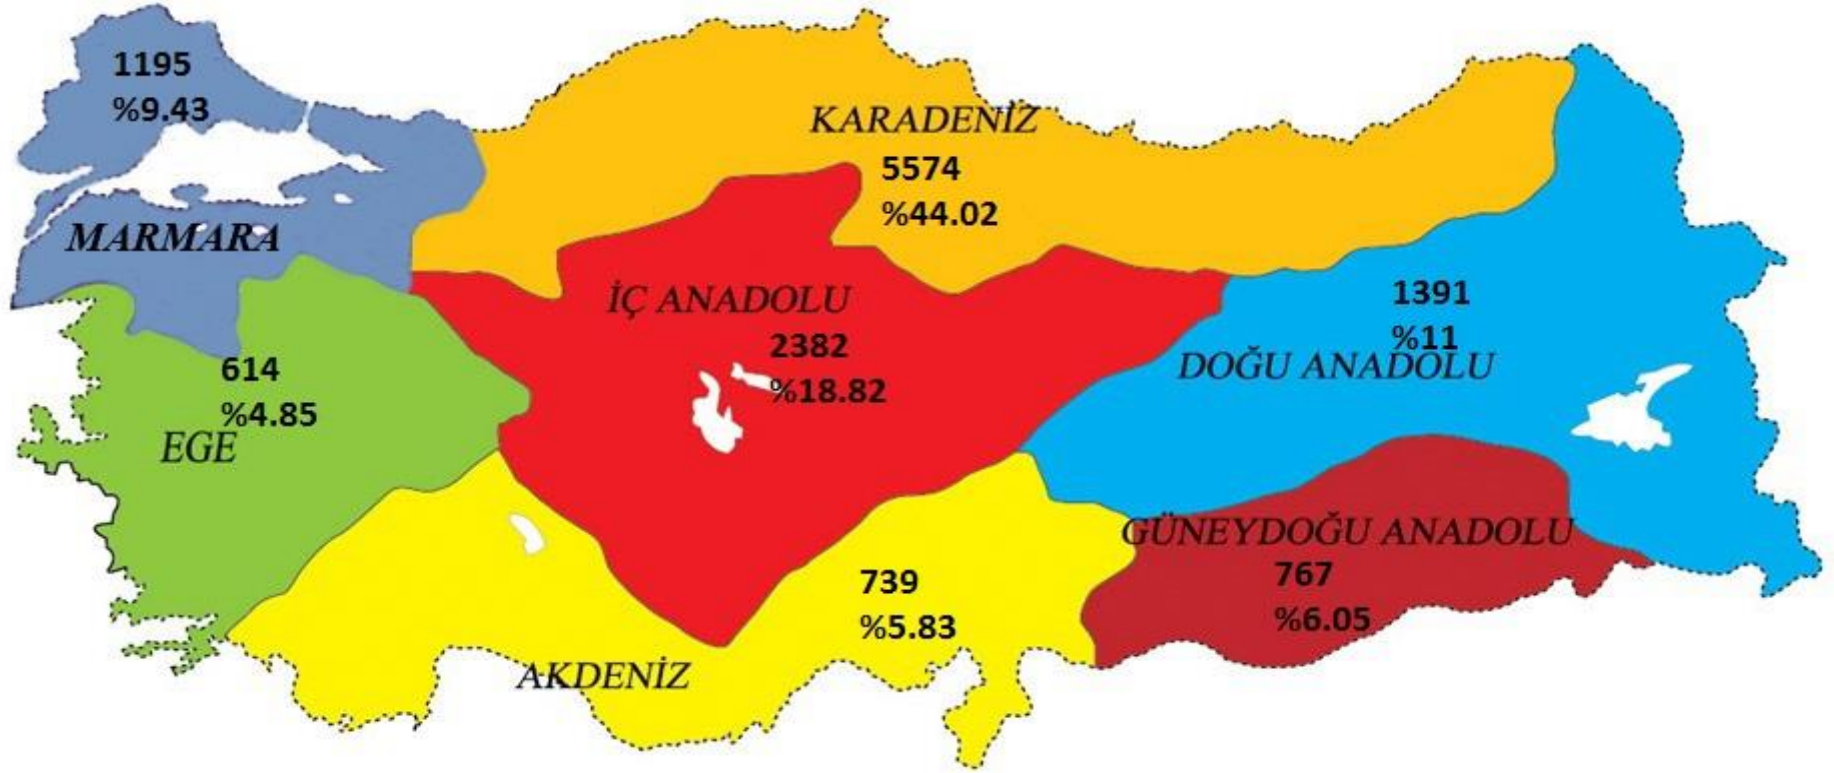 1195
%9.43
MARMARA
KARADENİZ
5574
%44.02
İÇ ANADOLU
2382
%18.82
1391
%11
DOĞU ANADOLU
614
%4.85
EGE
GÜNEYDOĞU ANADOLU
767
%6.05
739
%5.83
AKDENİZ